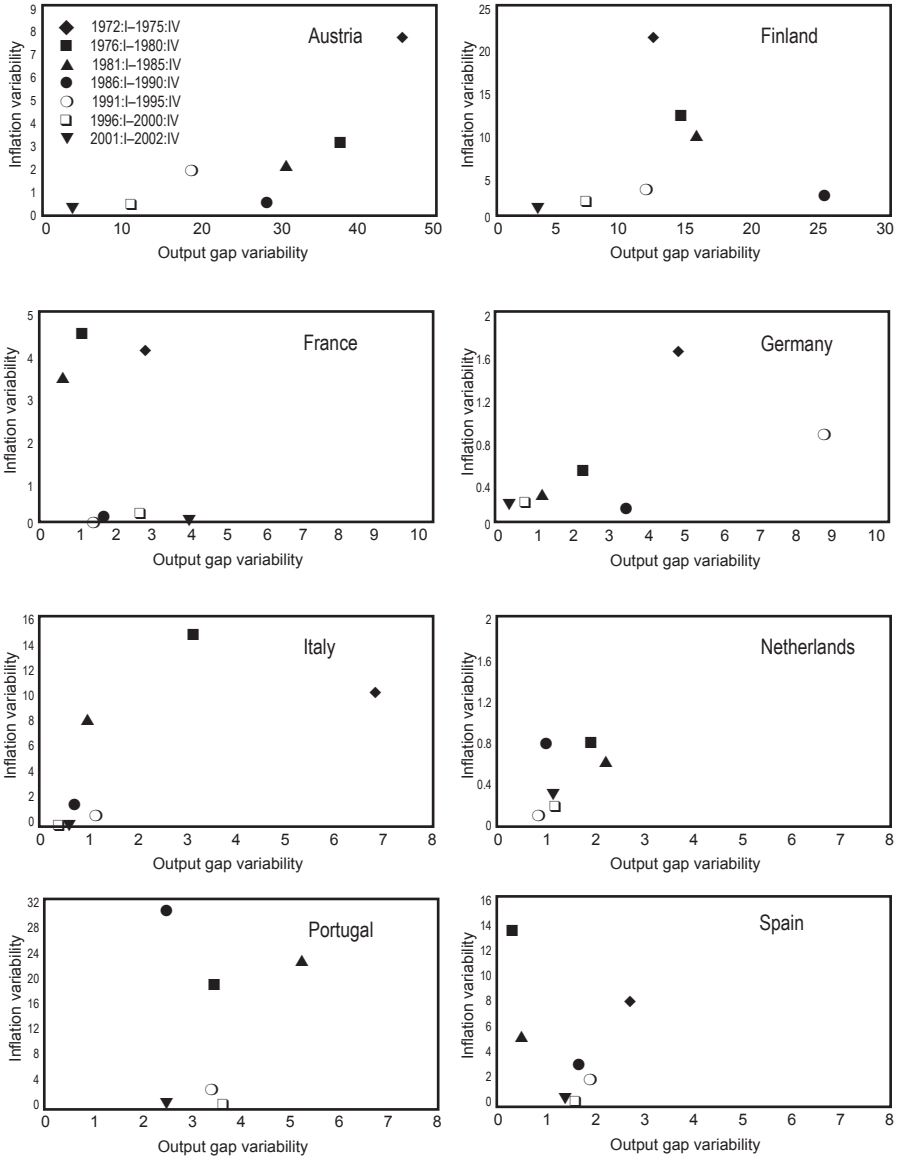 9
8
7
6
5
4
3
2
1
0
Inflation variability
1972:I–1975:IV
1976:I–1980:IV
1981:I–1985:IV
1986:I–1990:IV
1991:I–1995:IV
1996:I–2000:IV
2001:I–2002:IV
Austria
0 10 20 30 40 50
Output gap variability
25
20
15
10
5
0
Inflation variability
Finland
0 5 10 15 20 25 30
Output gap variability
5
4
3
2
1
0
Inflation variability
France
0 1 2 3 4 5 6 7 8 9 10
Output gap variability
2
1.6
1.2
0.8
0.4
0
Inflation variability
Germany
0 1 2 3 4 5 6 7 8 9 10
Output gap variability
16
14
12
10
8
6
4
2
0
Inflation variability
Italy
0 1 2 3 4 5 6 7 8
Output gap variability
2
1.6
1.2
0.8
0.4
0
Inflation variability
Netherlands
0 1 2 3 4 5 6 7 8
Output gap variability
32
28
24
20
16
12
8
4
0
Inflation variability
Portugal
0 1 2 3 4 5 6 7 8
Output gap variability
16
14
12
10
8
6
4
2
0
Inflation variability
Spain
0 1 2 3 4 5 6 7 8
Output gap variability